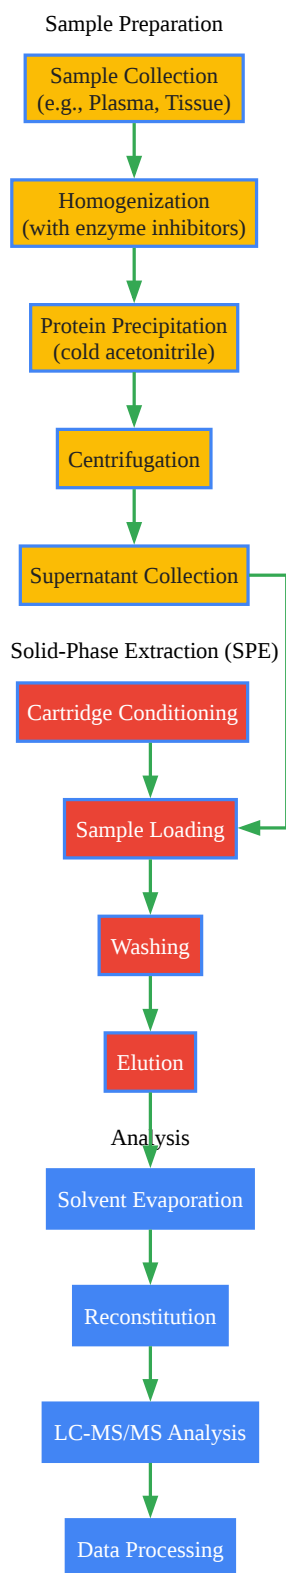 Sample Preparation
Sample Collection
(e.g., Plasma, Tissue)
Homogenization
(with enzyme inhibitors)
Protein Precipitation
(cold acetonitrile)
Centrifugation
Supernatant Collection
Solid-Phase Extraction (SPE)
Cartridge Conditioning
Sample Loading
Washing
Elution
Analysis
Solvent Evaporation
Reconstitution
LC-MS/MS Analysis
Data Processing